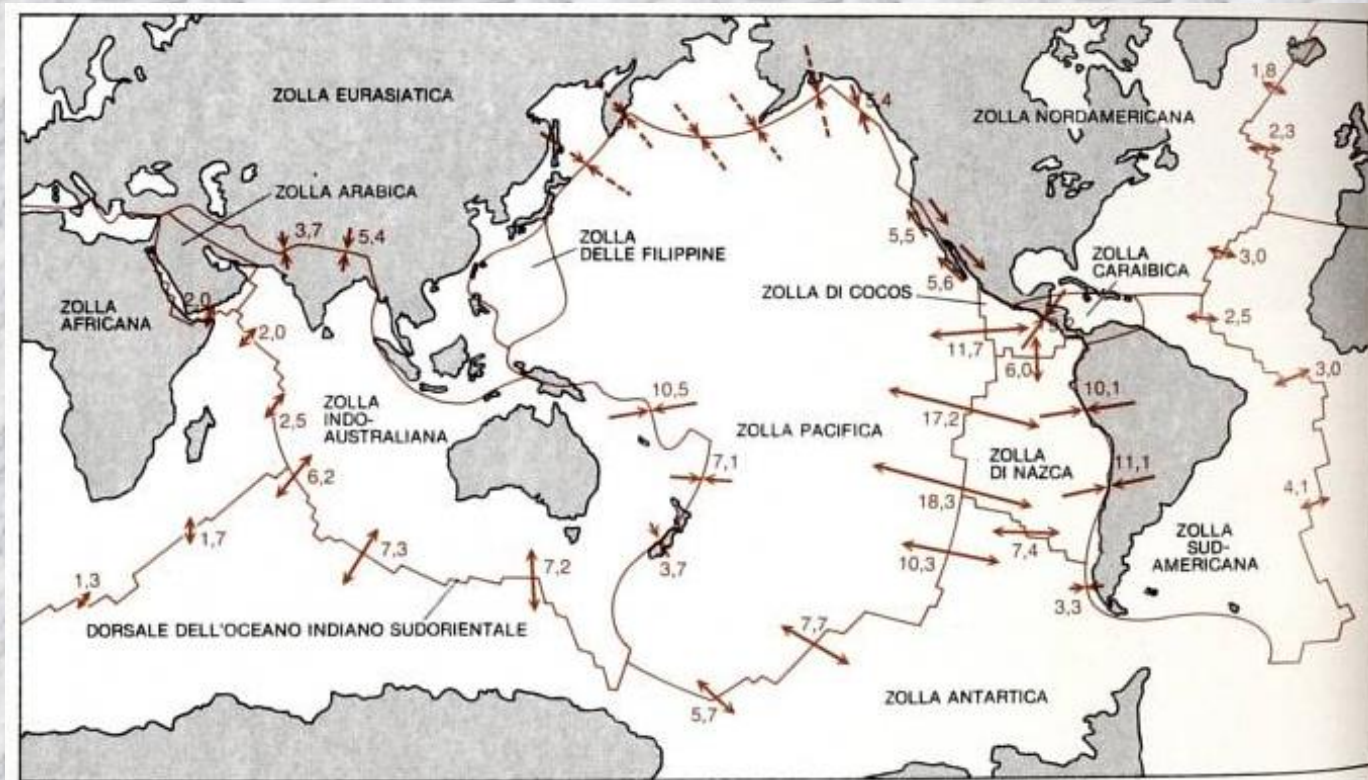 ZOLLA EURASIATICA
ZOLLA NORDAMERICANA
1,8
2,3
ZOLLA ARABICA
3,7
5,4
ZOLLA
DELLE FILIPPINE
5,5
5,6
ZOLLA
CARAIBICA
3,0
ZOLLA DI COCOS
ZOLLA
AFRICANA
2,0
2,0
2,5
11,7
6,0
3,0
2,5
ZOLLA
INDO-
AUSTRALIANA
10,5
17,2
10,1
ZOLLA PACIFICA
ZOLLA
DI NAZCA
6,2
7,1
18,3
11,1
4,1
1,7
7,3
7,2
3,7
10,3
7,4
ZOLLA
SUD-
AMERICANA
1,3
3,3
DORSALE DELL'OCEANO INDIANO SUDORIENTALE
7,7
5,7
ZOLLA ANTARTICA